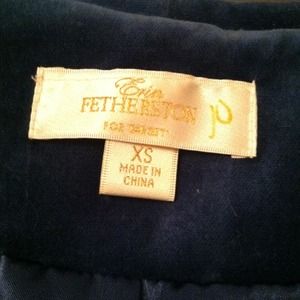 Erin
FETHERSTON
FOR TARGET
XS
MADE IN
CHINA